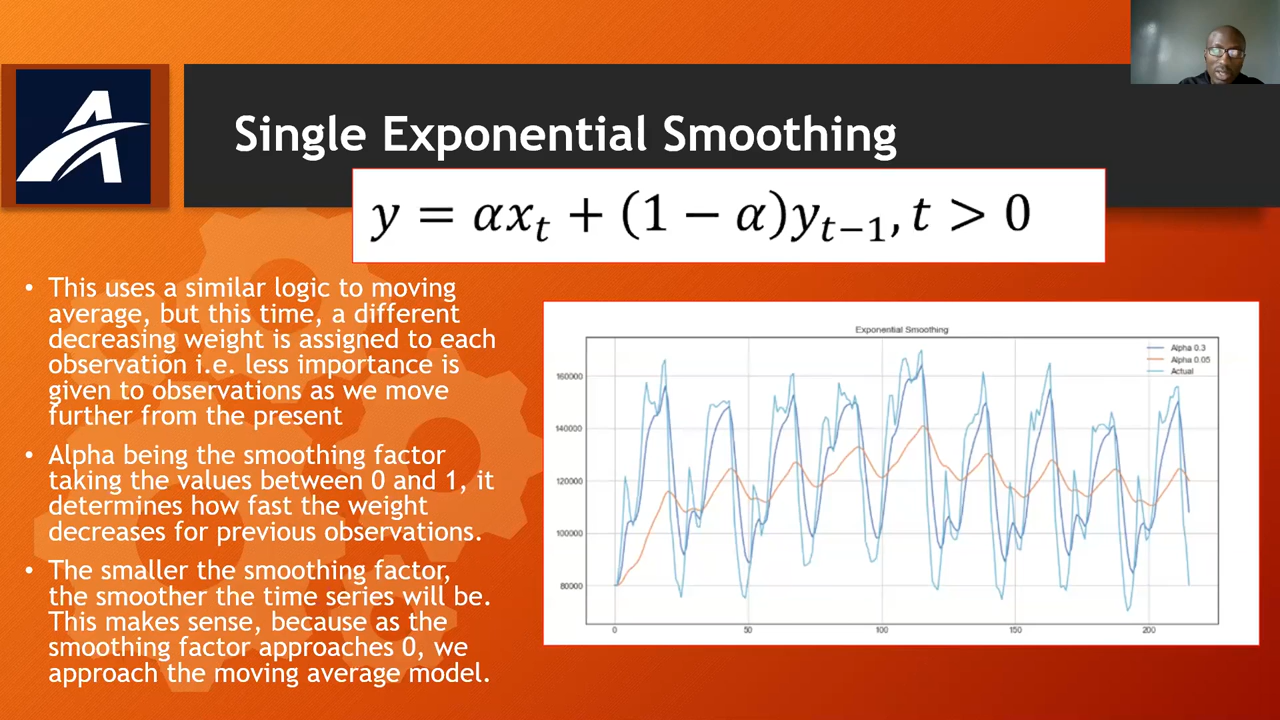 Single Exponential Smoothing
y = αx_t + (1 − α)y_{t−1}, t > 0
• This uses a similar logic to moving
average, but this time, a different
decreasing weight is assigned to each
observation i.e. less importance is
given to observations as we move
further from the present
• Alpha being the smoothing factor
taking the values between 0 and 1, it
determines how fast the weight
decreases for previous observations.
• The smaller the smoothing factor,
the smoother the time series will be.
This makes sense, because as the
smoothing factor approaches 0, we
approach the moving average model.
Exponential Smoothing
Alpha 0.3
Alpha 0.05
Actual
160000
140000
120000
100000
80000
0 50 100 150 200